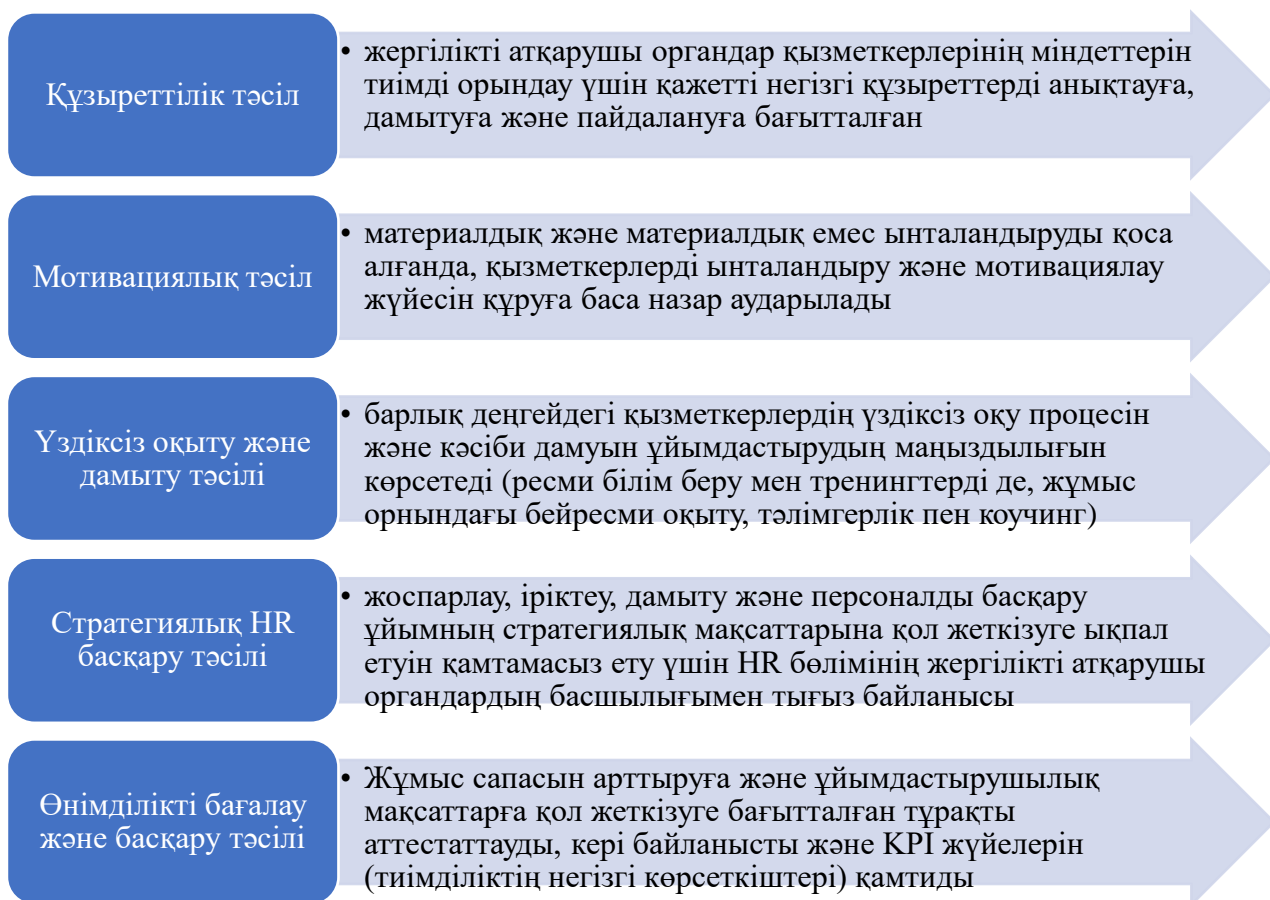 Құзыреттілік тәсіл
• жергілікті атқарушы органдар қызметкерлерінің міндеттерін
тиімді орындау үшін қажетті негізгі құзыреттерді анықтауға,
дамытуға және пайдалануға бағытталған
Мотивациялық тәсіл
• материалдық және материалдық емес ынталандыруды қоса
алғанда, қызметкерлерді ынталандыру және мотивациялау
жүйесін құруға баса назар аударылады
Үздіксіз оқыту және
дамыту тәсілі
• барлық деңгейдегі қызметкерлердің үздіксіз оқу процесін
және кәсіби дамуын ұйымдастырудың маңыздылығын
көрсетеді (ресми білім беру мен тренингтерді де, жұмыс
орнындағы бейресми оқыту, тәлімгерлік пен коучинг)
Стратегиялық HR
басқару тәсілі
• жоспарлау, іріктеу, дамыту және персоналды басқару
ұйымның стратегиялық мақсаттарына қол жеткізуге ықпал
етуін қамтамасыз ету үшін HR бөлімінің жергілікті атқарушы
органдардың басшылығымен тығыз байланысы
Өнімділікті бағалау
және басқару тәсілі
• Жұмыс сапасын арттыруға және ұйымдастырушылық
мақсаттарға қол жеткізуге бағытталған тұрақты
аттестаттауды, кері байланысты және KPI жүйелерін
(тиімділіктің негізгі көрсеткіштері) қамтиды